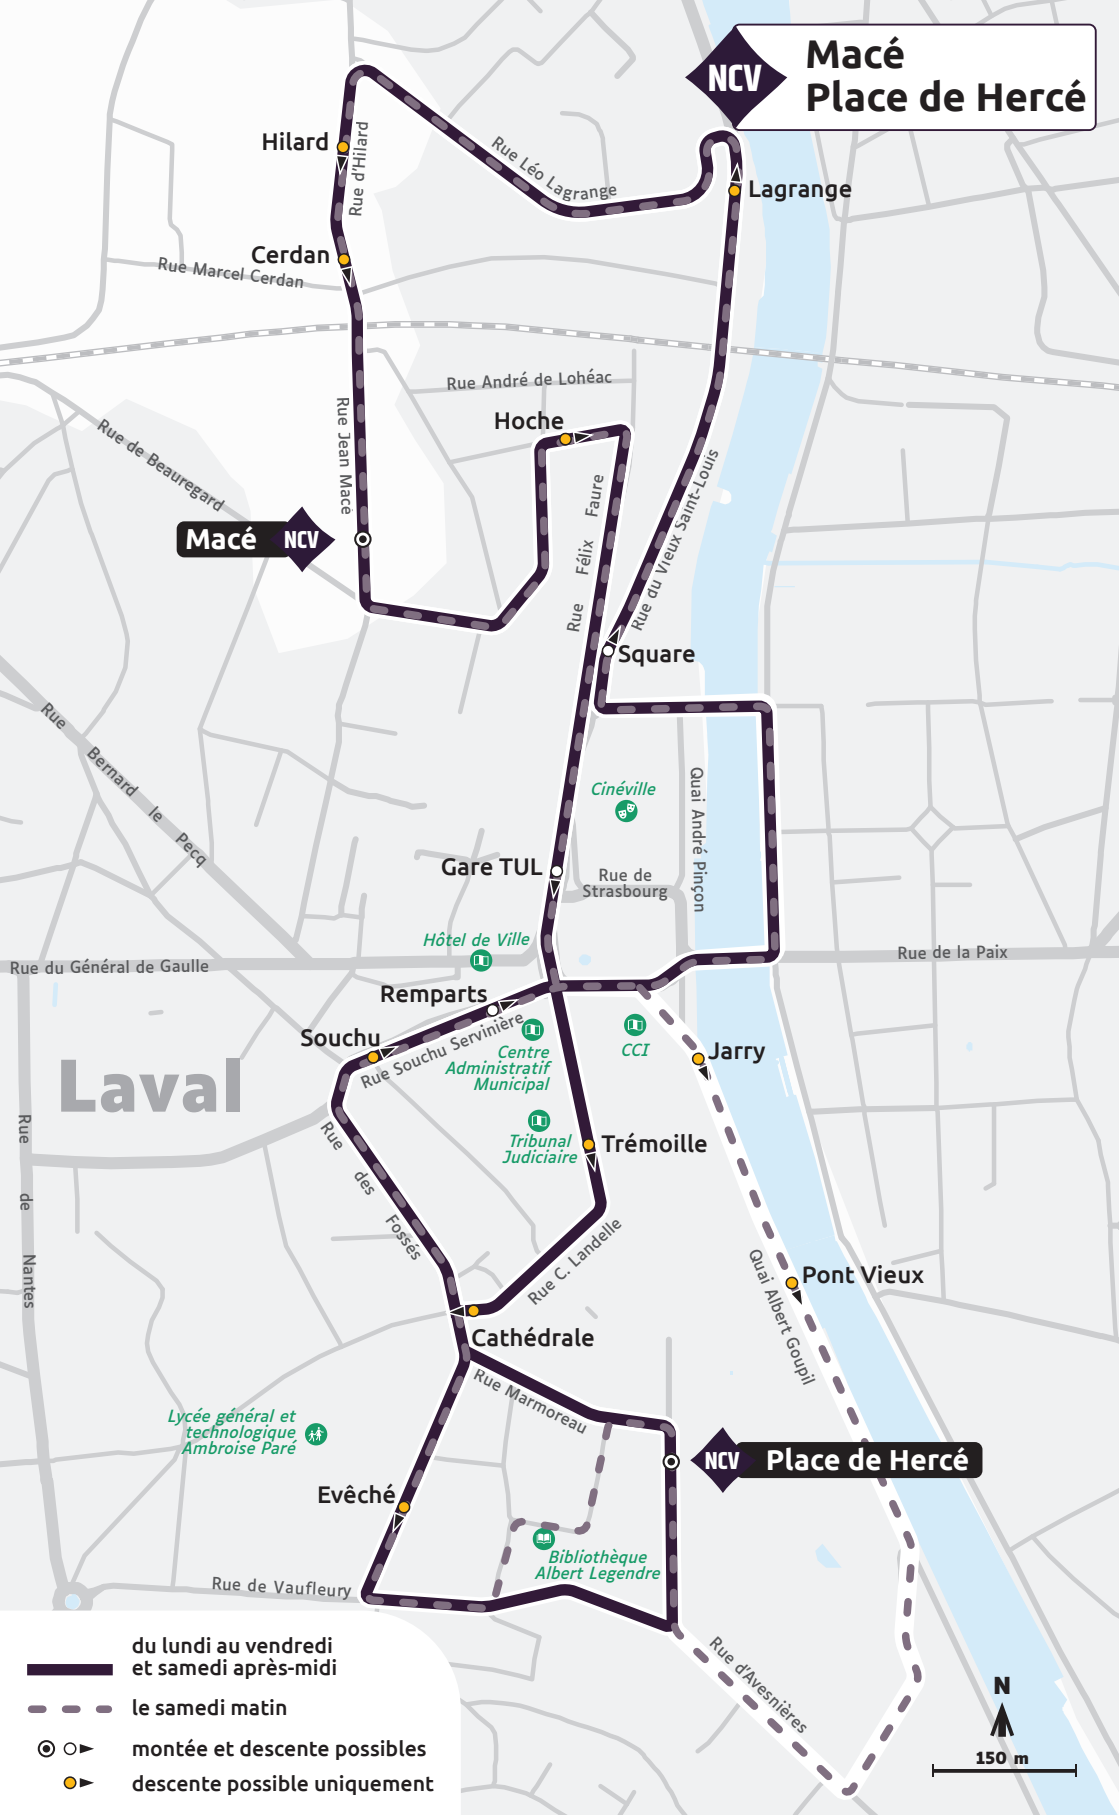 NCV
Macé
Place de Hercé
Hilard
Rue d'Hilard
Rue Léo Lagrange
Lagrange
Cerdan
Rue Marcel Cerdan
Rue André de Lohéac
Hoche
Rue Jean Macé
Rue de Beauregard
Rue Félix Faure
Rue du Vieux Saint-Louis
Macé
NCV
Square
Rue Bernard le Pecq
Cinéville
Quai André Pinçon
Gare TUL
Rue de
Strasbourg
Hôtel de Ville
Rue du Général de Gaulle
Rue de la Paix
Remparts
Souchu
Rue Souchu Servinière
Centre
Administratif
Municipal
CCI
Jarry
Laval
Rue de Nantes
Rue des Fossés
Tribunal
Judiciaire
Trémoille
Rue C. Landelle
Quai Albert Goupil
Pont Vieux
Cathédrale
Rue Marmoreau
Lycée général et
technologique
Ambroise Paré
NCV
Place de Hercé
Evêché
Bibliothèque
Albert Legendre
Rue de Vaufleury
Rue d'Avesnières
du lundi au vendredi
et samedi après-midi
le samedi matin
montée et descente possibles
descente possible uniquement
N
150 m